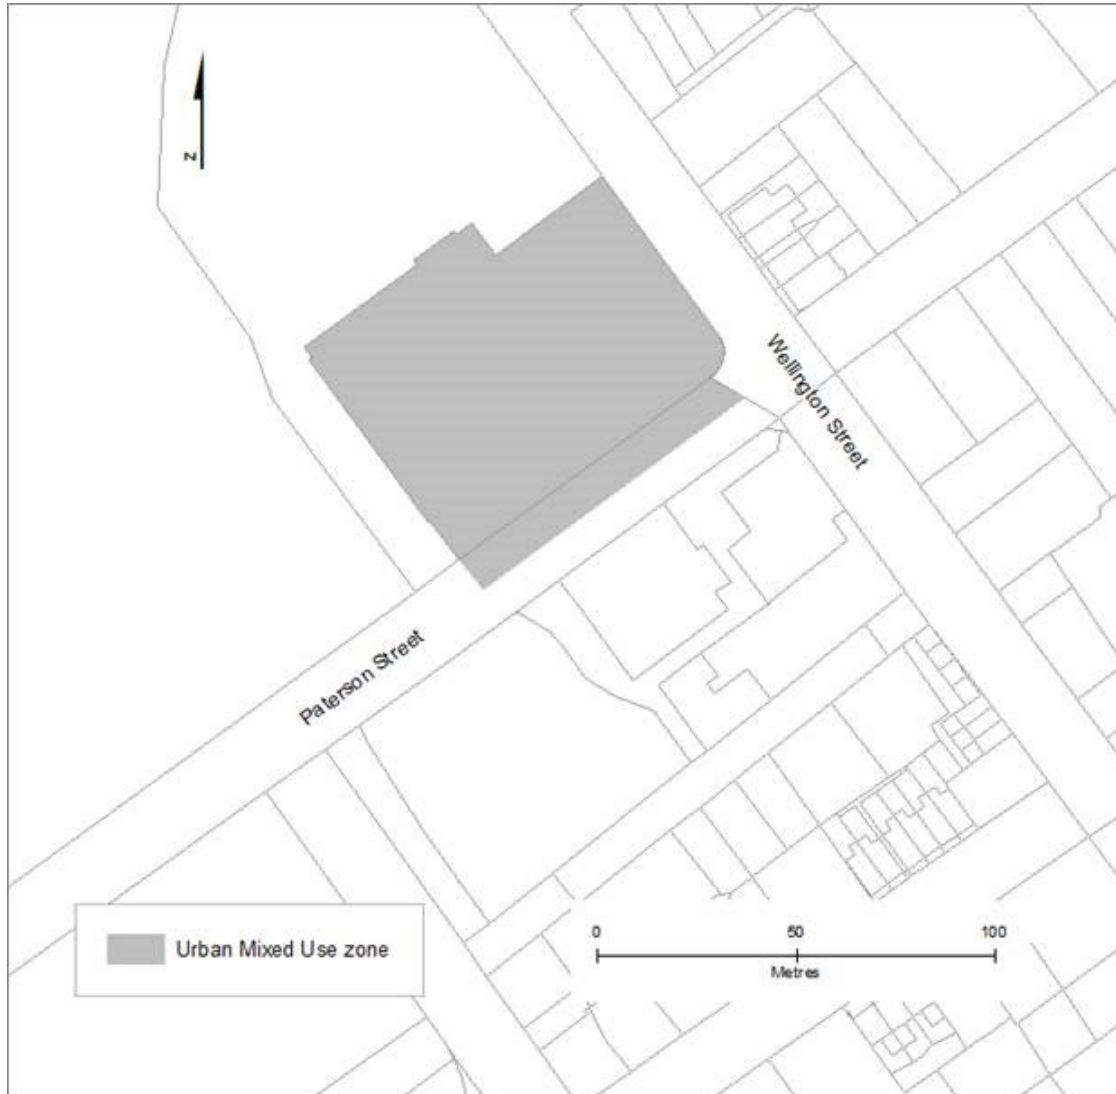 z
Wellington Street
Paterson Street
Urban Mixed Use zone
0 50 100
Metres